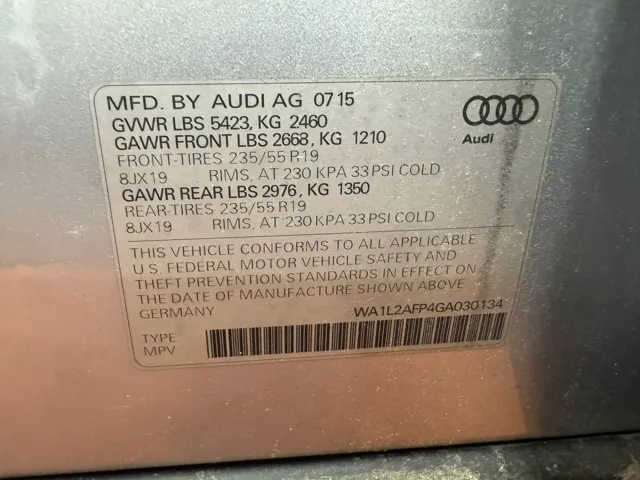 MFD. BY AUDI AG 07 15
GVWR LBS 5423, KG 2460
GAWR FRONT LBS 2668, KG 1210
FRONT-TIRES 235/55 R19
8JX19 RIMS, AT 230 KPA 33 PSI COLD
GAWR REAR LBS 2976, KG 1350
REAR-TIRES 235/55 R19
8JX19 RIMS, AT 230 KPA 33 PSI COLD
Audi
THIS VEHICLE CONFORMS TO ALL APPLICABLE
U.S. FEDERAL MOTOR VEHICLE SAFETY AND
THEFT PREVENTION STANDARDS IN EFFECT ON
THE DATE OF MANUFACTURE SHOWN ABOVE
GERMANY WA1L2AFP4GA030134
TYPE
MPV